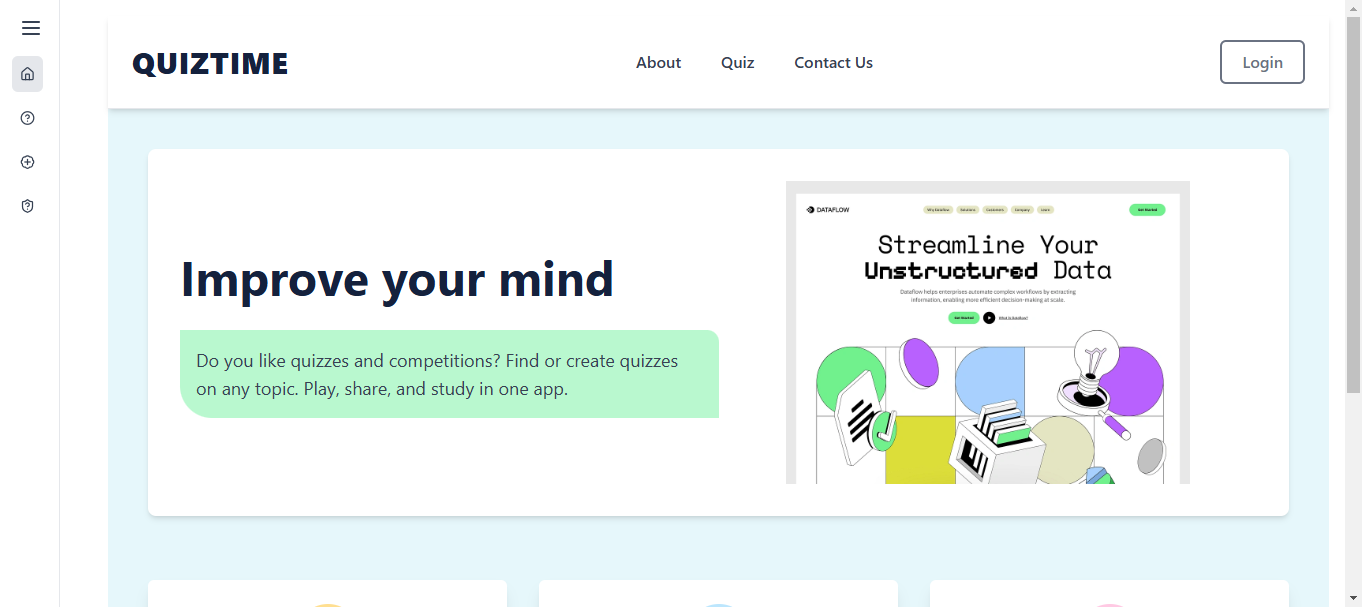 QUIZTIME
About
Quiz
Contact Us
Login
Improve your mind
Do you like quizzes and competitions? Find or create quizzes
on any topic. Play, share, and study in one app.
DATAFLOW
Why Dataflow
Solutions
Customers
Company
Learn
Get Started
Streamline Your
Unstructured Data
Dataflow helps enterprises automate complex workflows by extracting
information, enabling more efficient decision-making at scale.
Get Started
What is Dataflow?